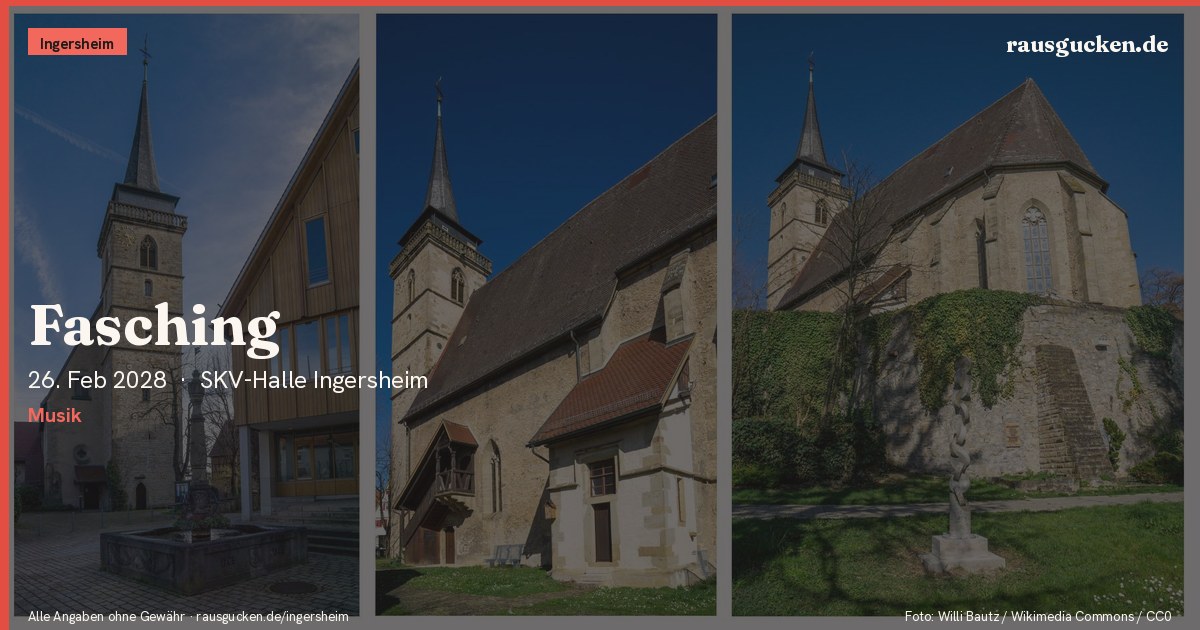 Ingersheim
rausgucken.de
Fasching
26. Feb 2028 · SKV-Halle Ingersheim
Musik
Alle Angaben ohne Gewähr · rausgucken.de/ingersheim
Foto: Willi Bautz / Wikimedia Commons / CC0